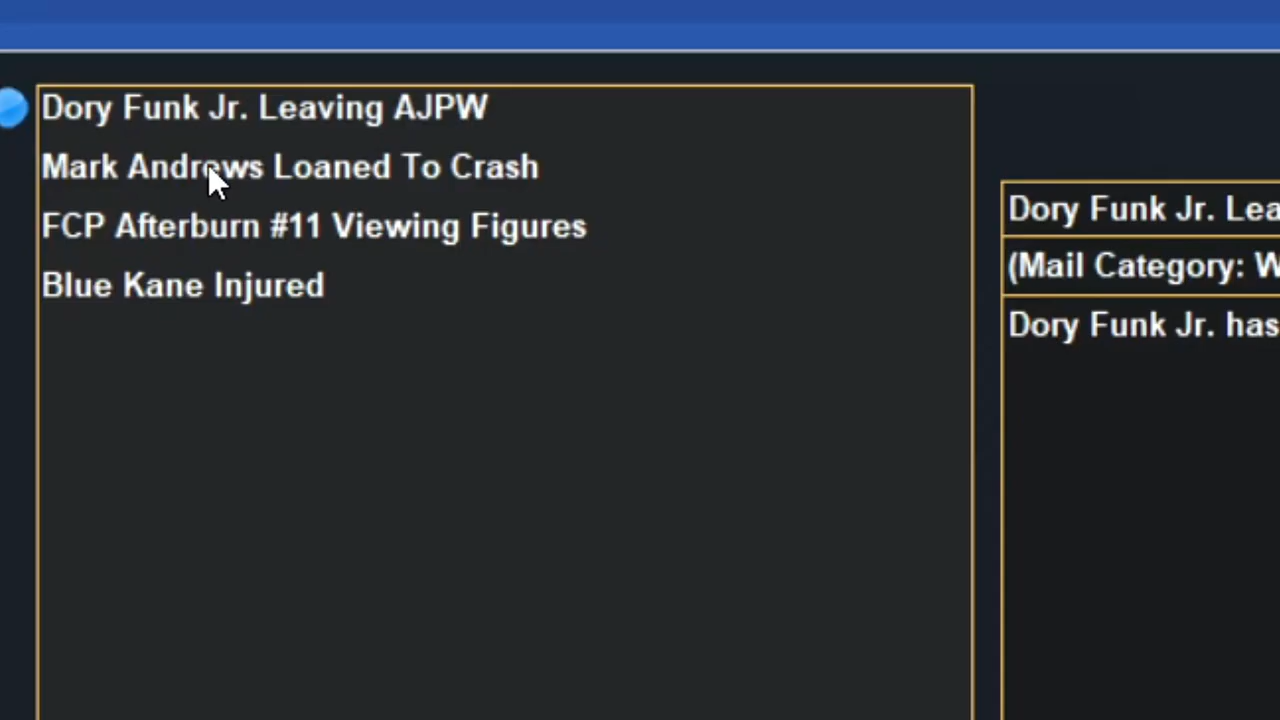 Dory Funk Jr. Leaving AJPW
Mark Andrews Loaned To Crash
FCP Afterburn #11 Viewing Figures
Blue Kane Injured
Dory Funk Jr. Lea
(Mail Category: W
Dory Funk Jr. has